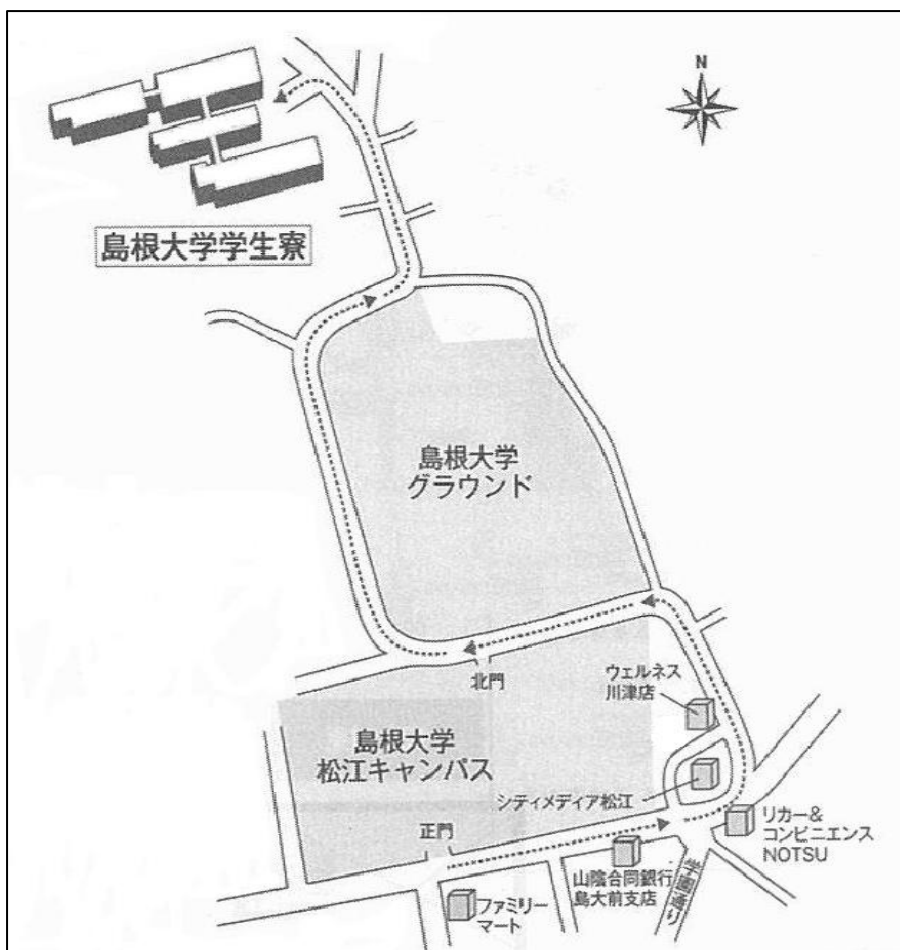 N
島根大学学生寮
島根大学
グラウンド
北門
ウェルネス
川津店
島根大学
松江キャンパス
シティメディア松江
正門
リカー&
コンビニエンス
NOTSU
山陰合同銀行
島大前支店
学園通り
ファミリー
マート